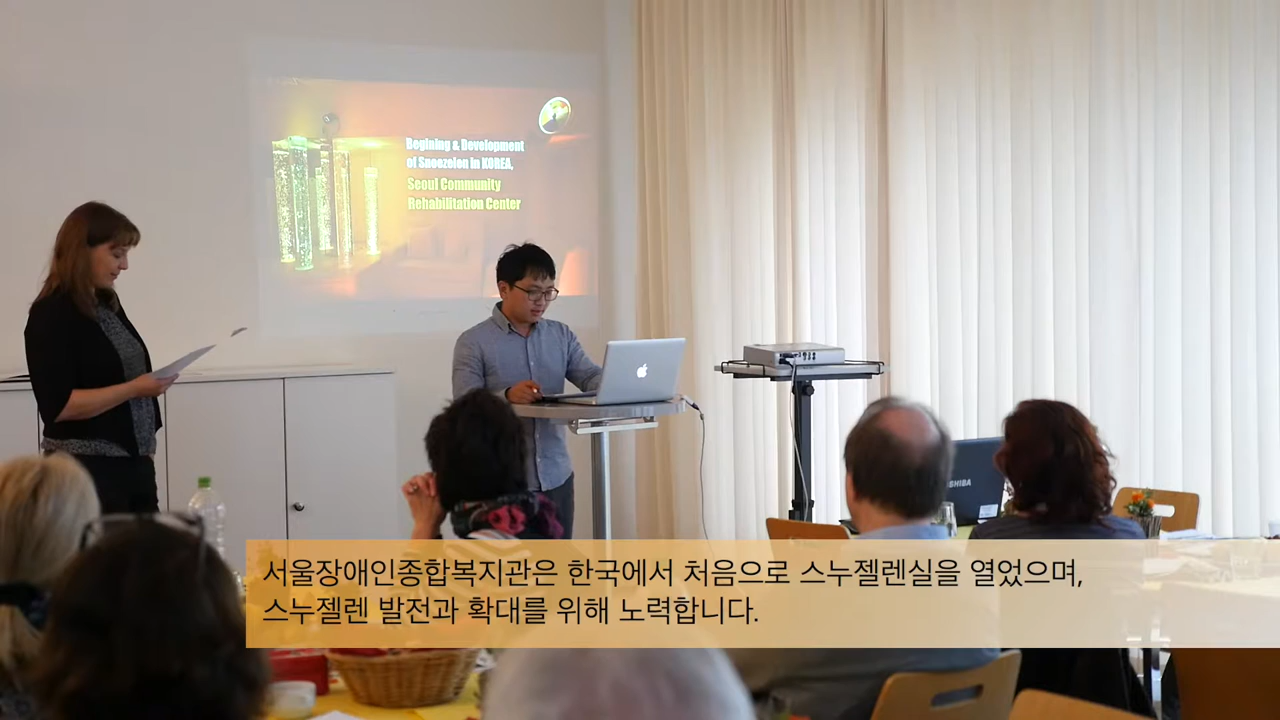 Begining & Development
of Snoezelen in KOREA,
Seoul Community
Rehabilitation Center
TOSHIBA
서울장애인종합복지관은 한국에서 처음으로 스누젤렌실을 열었으며,
스누젤렌 발전과 확대를 위해 노력합니다.